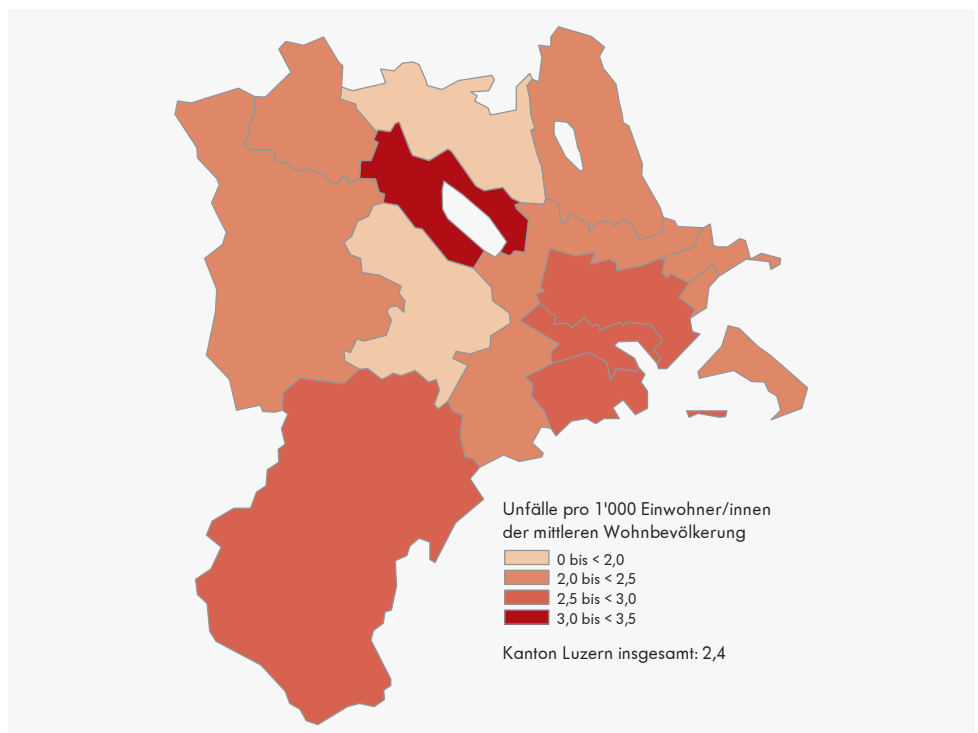 Unfälle pro 1'000 Einwohner/innen
der mittleren Wohnbevölkerung
0 bis < 2,0
2,0 bis < 2,5
2,5 bis < 3,0
3,0 bis < 3,5
Kanton Luzern insgesamt: 2,4